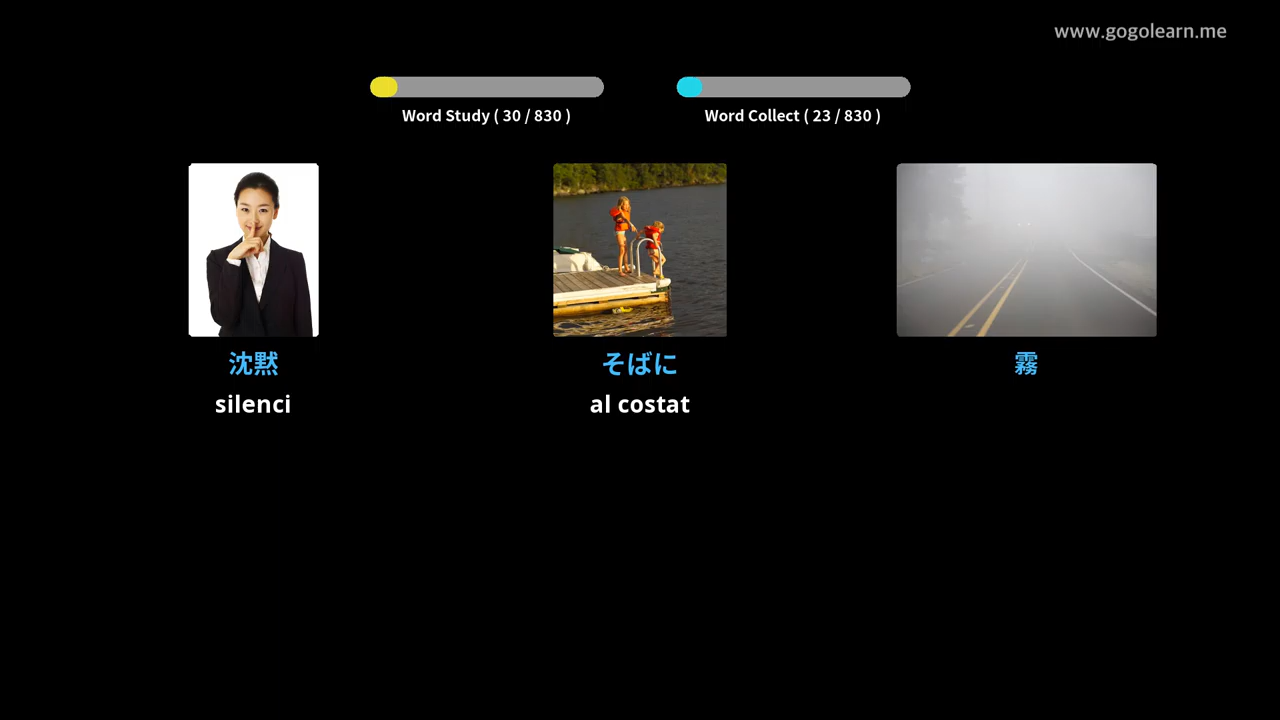 www.gogolearn.me
Word Study ( 30 / 830 )
Word Collect ( 23 / 830 )
沈黙
そばに
霧
silenci
al costat